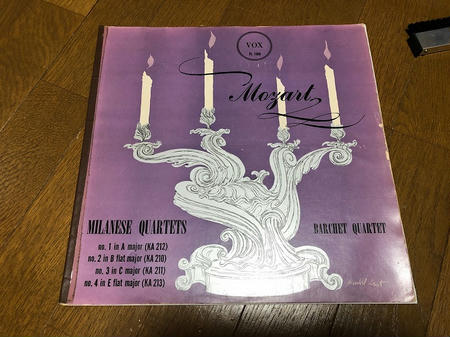 VOX
Mozart
MILANESE QUARTETS
BARCHET QUARTET
no. 1 in A major (KA 212)
no. 2 in B flat major (KA 210)
no. 3 in C major (KA 211)
no. 4 in E flat major (KA 213)